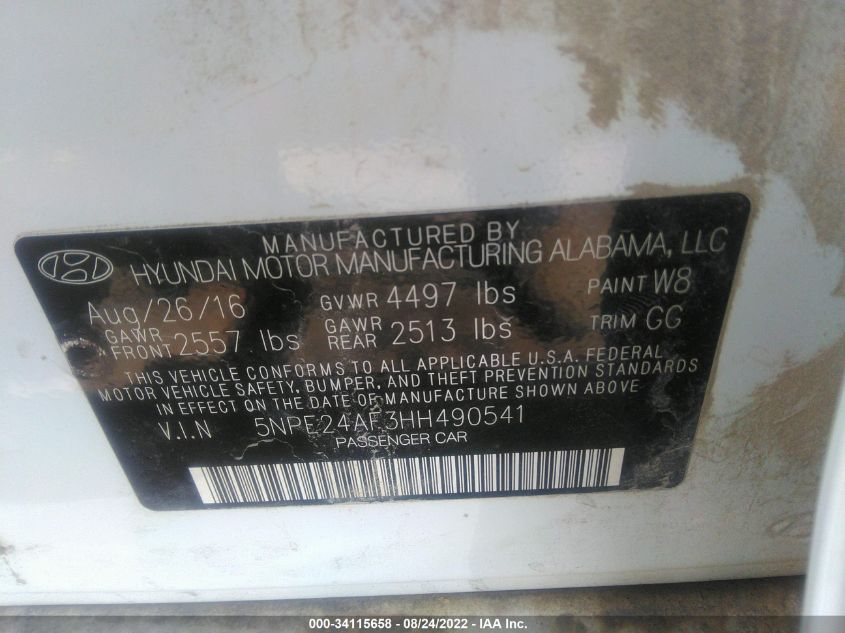 MANUFACTURED BY
HYUNDAI MOTOR MANUFACTURING ALABAMA, LLC
Aug/26/16 GVWR 4497 lbs PAINT W8
GAWR FRONT 2557 lbs GAWR REAR 2513 lbs TRIM GG
THIS VEHICLE CONFORMS TO ALL APPLICABLE U.S.A. FEDERAL
MOTOR VEHICLE SAFETY, BUMPER, AND THEFT PREVENTION STANDARDS
IN EFFECT ON THE DATE OF MANUFACTURE SHOWN ABOVE
V.I.N 5NPE24AF3HH490541
PASSENGER CAR
000-34115658 - 08/24/2022 - IAA Inc.